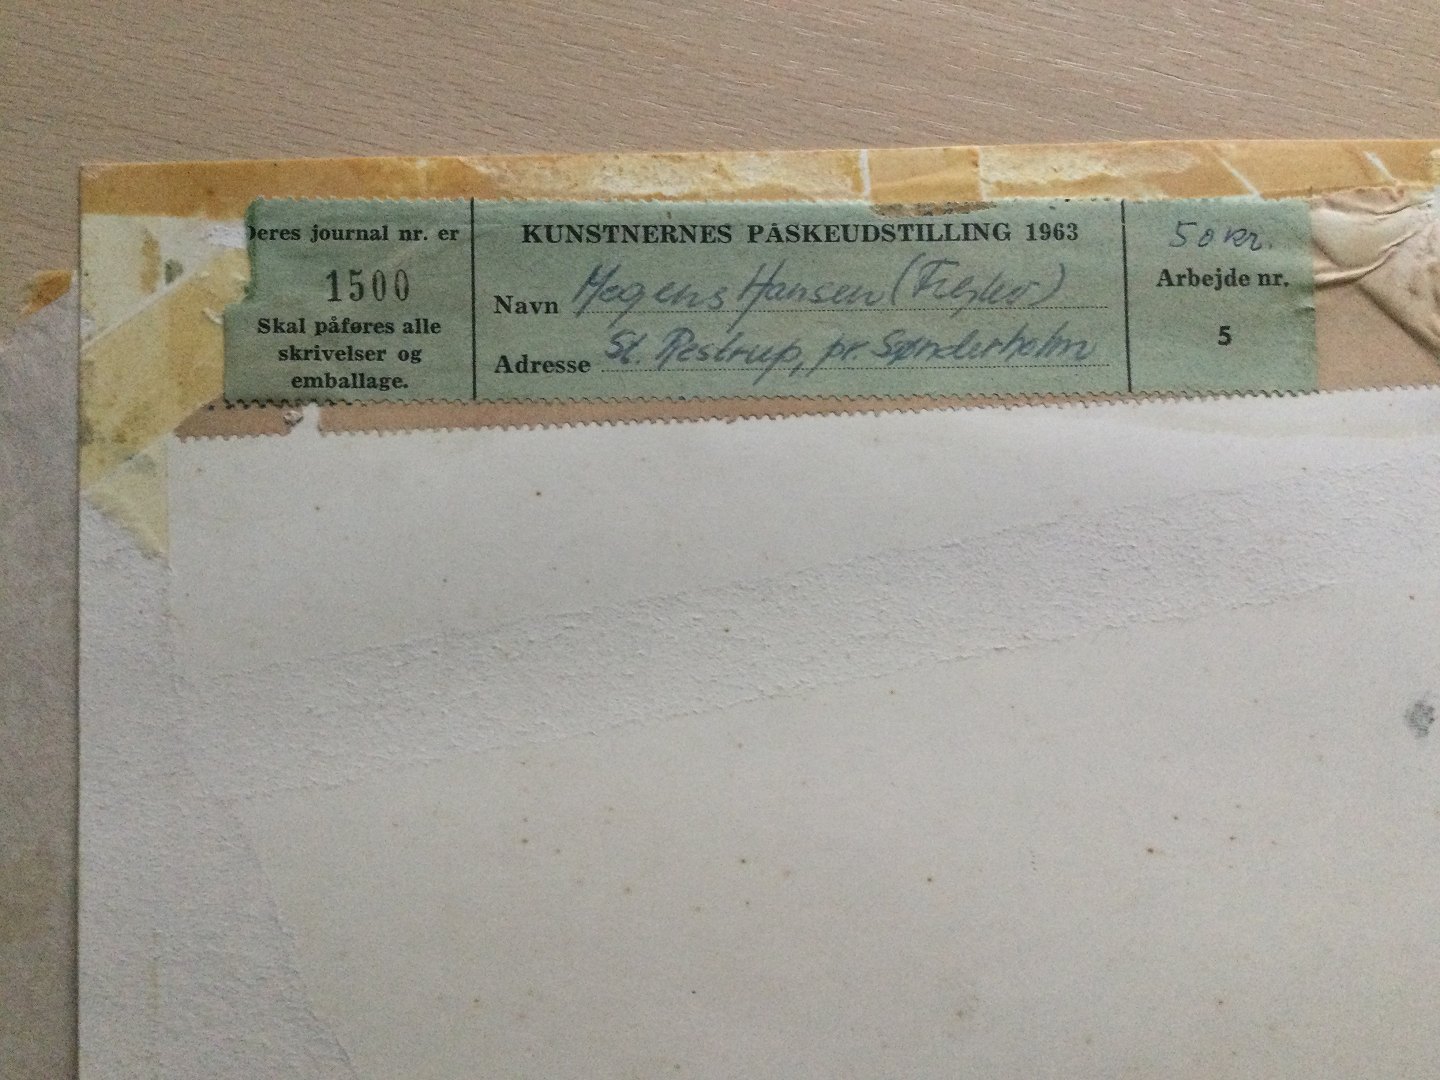 Deres journal nr. er
1500
Skal påføres alle
skrivelser og
emballage.
KUNSTNERNES PÅSKEUDSTILLING 1963
Navn Mogens Hansen
Adresse St. Restrup, pr. Sønderholm
50 kr.
Arbejde nr.
5